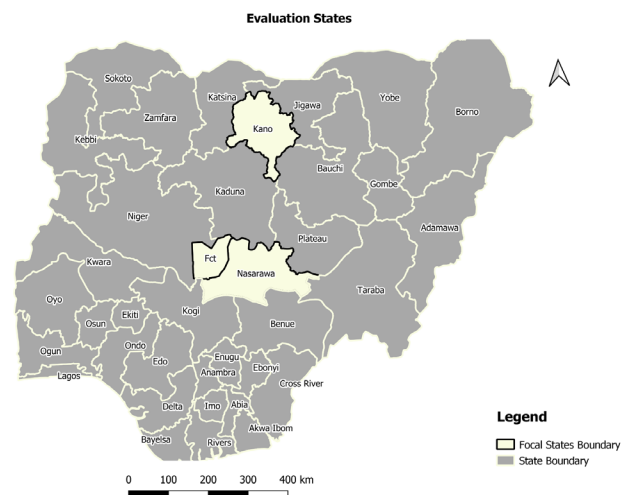 Evaluation States
Sokoto
Katsina
Jigawa
Yobe
Borno
Zamfara
Kano
Kebbi
Bauchi
Gombe
Kaduna
Niger
Adamawa
Plateau
Fct
Nasarawa
Kwara
Taraba
Oyo
Kogi
Osun
Ekiti
Benue
Ondo
Ogun
Edo
Enugu
Lagos
Anambra
Ebonyi
Cross River
Delta
Imo
Abia
Akwa Ibom
Bayelsa
Rivers
Legend
Focal States Boundary
State Boundary
0 100 200 300 400 km